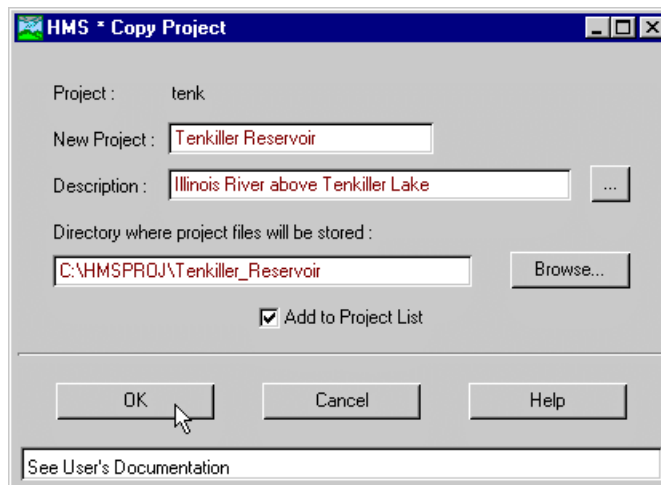 HMS * Copy Project
Project : tenk
New Project : Tenkiller Reservoir
Description : Illinois River above Tenkiller Lake ...
Directory where project files will be stored :
C:\HMSPROJ\Tenkiller_Reservoir Browse...
Add to Project List
OK Cancel Help
See User's Documentation